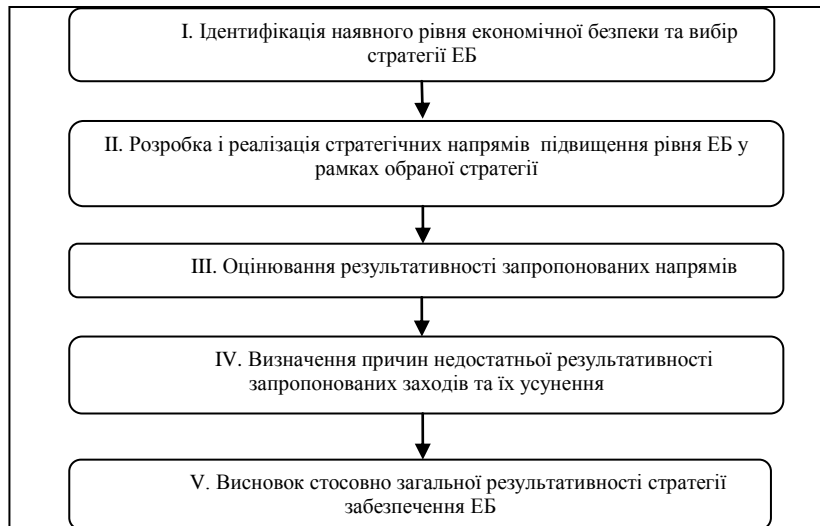 І. Ідентифікація наявного рівня економічної безпеки та вибір
стратегії ЕБ
ІІ. Розробка і реалізація стратегічних напрямів підвищення рівня ЕБ у
рамках обраної стратегії
ІІІ. Оцінювання результативності запропонованих напрямів
IV. Визначення причин недостатньої результативності
запропонованих заходів та їх усунення
V. Висновок стосовно загальної результативності стратегії
забезпечення ЕБ